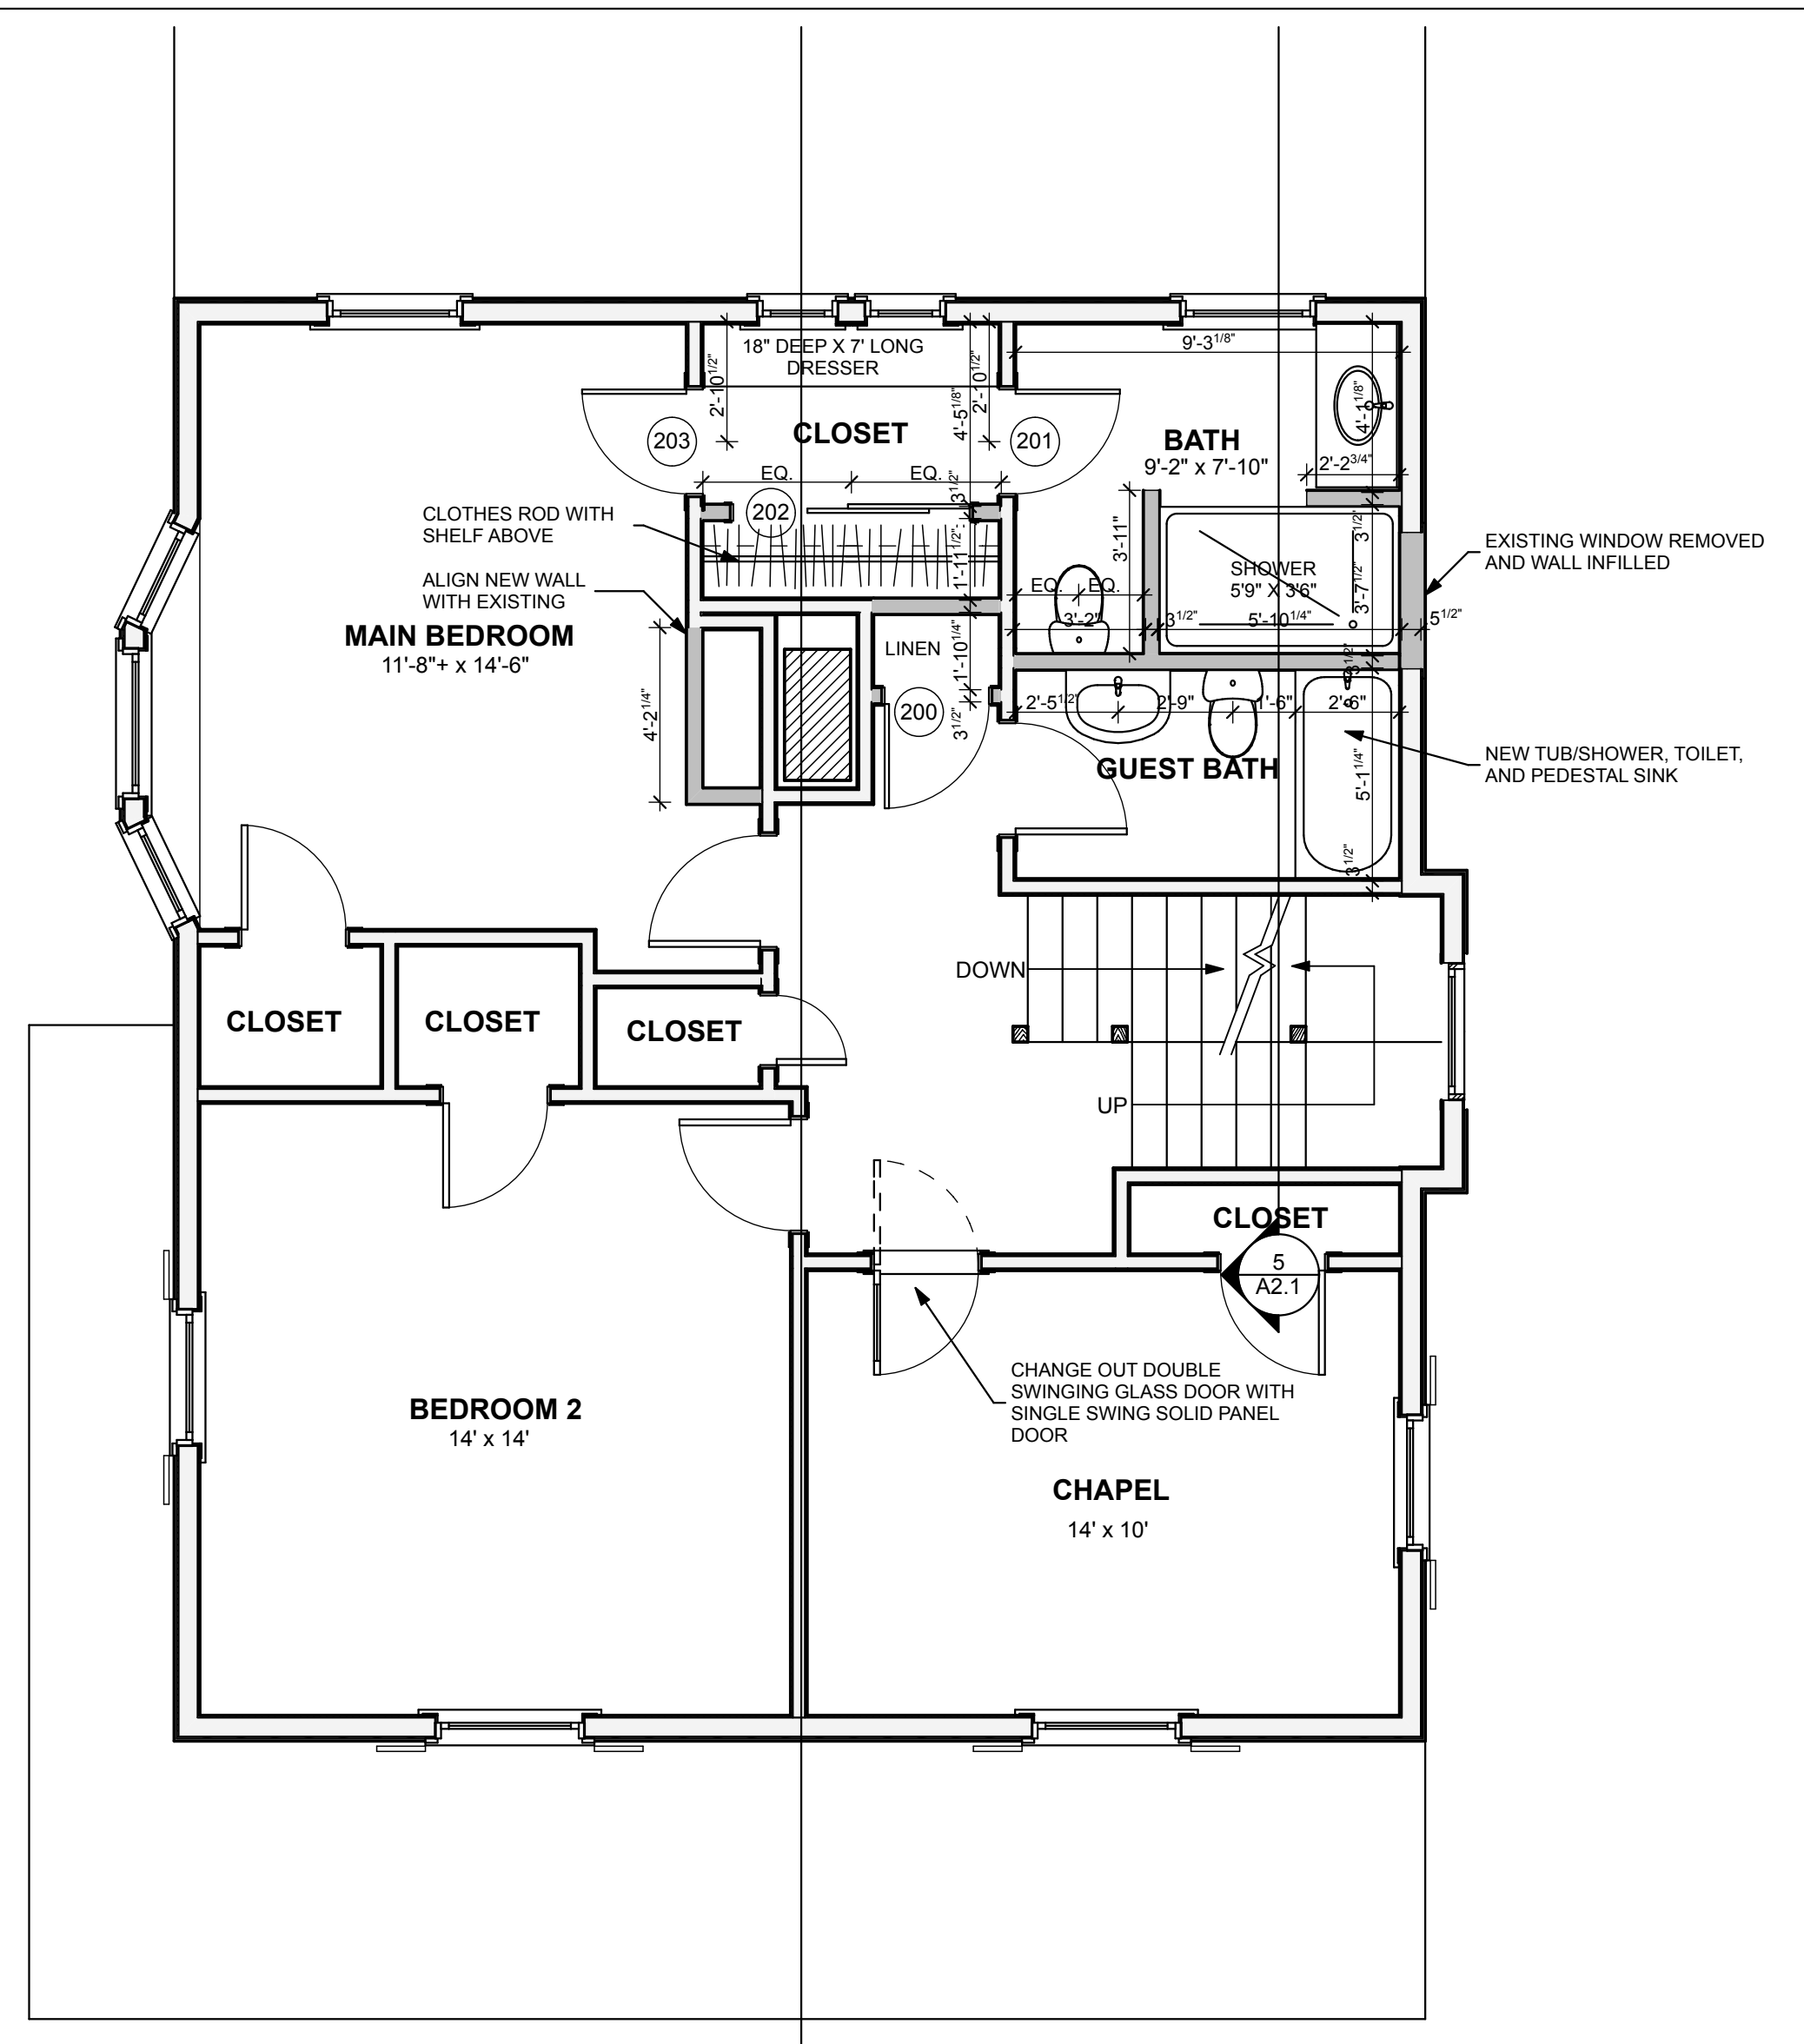 18" DEEP X 7' LONG
DRESSER
9'-3 1/8"
2'-10 1/2"
4'-5 1/8"
2'-10 1/2"
4'-1 1/8"
203
CLOSET
201
BATH
9'-2" x 7'-10"
2'-2 3/4"
EQ.
EQ.
3 1/2"
202
CLOTHES ROD WITH
SHELF ABOVE
3'-11"
3 1/2"
EXISTING WINDOW REMOVED
AND WALL INFILLED
1'-11 1/2"
SHOWER
5'9" X 3'6"
3'-7 1/2"
ALIGN NEW WALL
WITH EXISTING
EQ.
EQ.
3'-2"
3 1/2"
5'-10 1/4"
5 1/2"
MAIN BEDROOM
11'-8"+ x 14'-6"
LINEN
1'-10 1/4"
3 1/2"
4'-2 1/4"
200
3 1/2"
2'-5 1/2"
2'-9"
1'-6"
2'-6"
GUEST BATH
5'-1 1/4"
NEW TUB/SHOWER, TOILET,
AND PEDESTAL SINK
3 1/2"
DOWN
CLOSET
CLOSET
CLOSET
UP
CLOSET
5
A2.1
CHANGE OUT DOUBLE
SWINGING GLASS DOOR WITH
SINGLE SWING SOLID PANEL
DOOR
BEDROOM 2
14' x 14'
CHAPEL
14' x 10'